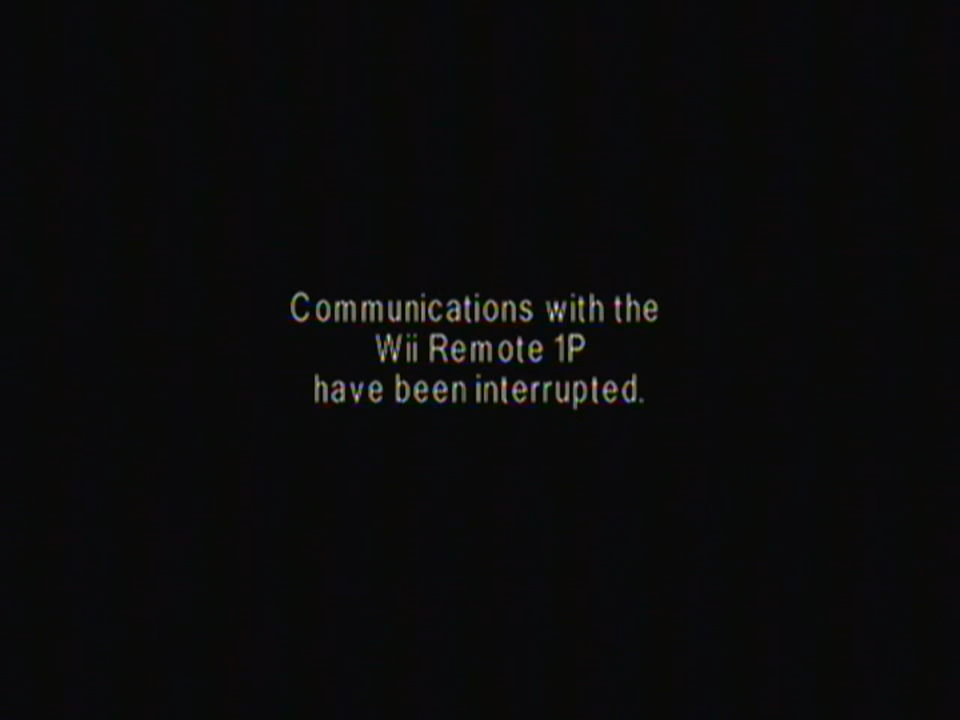 Communications with the
Wii Remote 1P
have been interrupted.